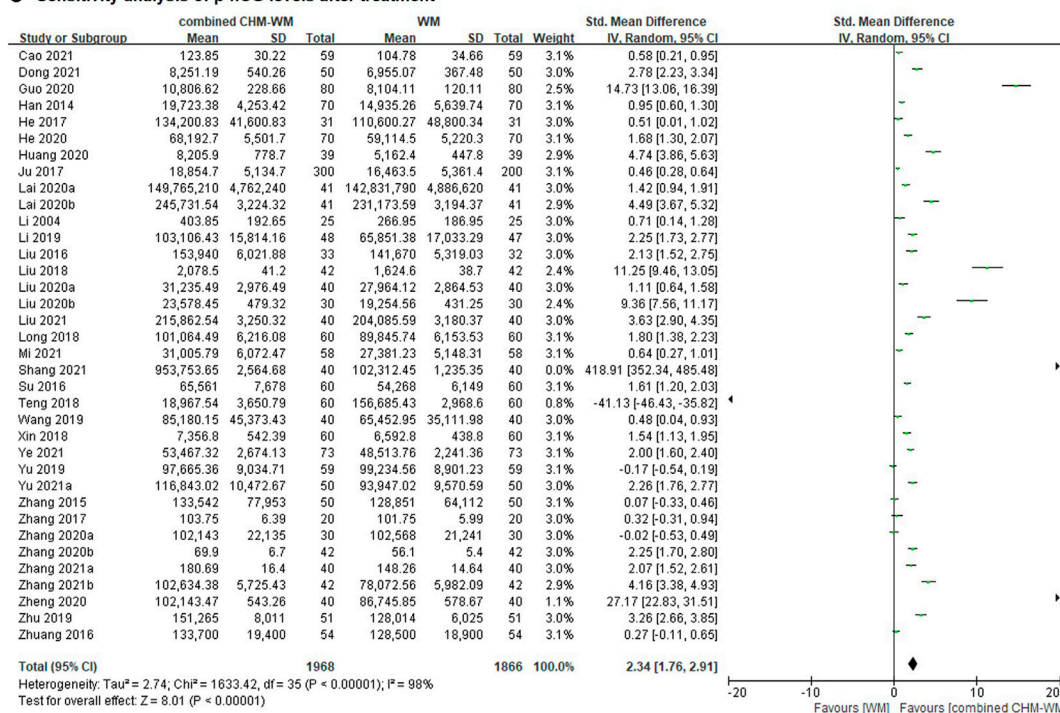 combined CHM-WM WM Std. Mean Difference Std. Mean Difference
Study or Subgroup Mean SD Total Mean SD Total Weight IV, Random, 95% CI IV, Random, 95% CI
Cao 2021 123.85 30.22 59 104.78 34.66 59 3.1% 0.58 [0.21, 0.95]
Dong 2021 8,251.19 540.26 50 6,955.07 367.48 50 3.0% 2.78 [2.23, 3.34]
Guo 2020 10,806.62 228.66 80 8,104.11 120.11 80 2.5% 14.73 [13.06, 16.39]
Han 2014 19,723.38 4,253.42 70 14,935.26 5,639.74 70 3.1% 0.95 [0.60, 1.30]
He 2017 134,200.83 41,600.83 31 110,600.27 48,800.34 31 3.1% 0.51 [0.01, 1.02]
He 2020 68,192.7 5,501.7 70 59,114.5 5,220.3 70 3.1% 1.68 [1.30, 2.07]
Huang 2020 8,205.9 778.7 39 5,162.4 447.8 39 2.9% 4.74 [3.86, 5.63]
Ju 2017 18,854.7 5,134.7 300 16,463.5 5,361.4 200 3.1% 0.46 [0.28, 0.64]
Lai 2020a 149,765,210 4,762,240 41 142,831,790 4,886,620 41 3.1% 1.42 [0.94, 1.91]
Lai 2020b 245,731.54 3,224.32 41 231,173.59 3,194.37 41 2.9% 4.49 [3.67, 5.32]
Li 2004 403.85 192.65 25 266.95 186.95 25 3.0% 0.71 [0.14, 1.28]
Li 2019 103,106.43 15,814.16 48 65,851.38 17,033.29 47 3.0% 2.25 [1.73, 2.77]
Liu 2016 153,940 6,021.88 33 141,670 5,319.03 32 3.0% 2.13 [1.52, 2.75]
Liu 2018 2,078.5 41.2 42 1,624.6 38.7 42 2.4% 11.25 [9.46, 13.05]
Liu 2020a 31,235.49 2,976.49 40 27,964.12 2,864.53 40 3.1% 1.11 [0.64, 1.58]
Liu 2020b 23,578.45 479.32 30 19,254.56 431.25 30 2.4% 9.36 [7.56, 11.17]
Liu 2021 215,862.54 3,250.32 40 204,085.59 3,180.37 40 3.0% 3.63 [2.90, 4.35]
Long 2018 101,064.49 6,216.08 60 89,845.74 6,153.53 60 3.1% 1.80 [1.38, 2.23]
Mi 2021 31,005.79 6,072.47 58 27,381.23 5,148.31 58 3.1% 0.64 [0.27, 1.01]
Shang 2021 953,753.65 2,564.68 40 102,312.45 1,235.35 40 0.0% 418.91 [352.34, 485.48]
Su 2016 65,561 7,678 60 54,268 6,149 60 3.1% 1.61 [1.20, 2.03]
Teng 2018 18,967.54 3,650.79 60 156,685.43 2,968.6 60 0.8% -41.13 [-46.43, -35.82]
Wang 2019 85,180.15 45,373.43 40 65,452.95 35,111.98 40 3.1% 0.48 [0.04, 0.93]
Xin 2018 7,356.8 542.39 60 6,592.8 438.8 60 3.1% 1.54 [1.13, 1.95]
Ye 2021 53,467.32 2,674.13 73 48,513.76 2,241.36 73 3.1% 2.00 [1.60, 2.40]
Yu 2019 97,665.36 9,034.71 59 99,234.56 8,901.23 59 3.1% -0.17 [-0.54, 0.19]
Yu 2021a 116,843.02 10,472.67 50 93,947.02 9,570.59 50 3.1% 2.26 [1.76, 2.77]
Zhang 2015 133,542 77,953 50 128,851 64,112 50 3.1% 0.07 [-0.33, 0.46]
Zhang 2017 103.75 6.39 20 101.75 5.99 20 3.0% 0.32 [-0.31, 0.94]
Zhang 2020a 102,143 22,135 30 102,568 21,241 30 3.1% -0.02 [-0.53, 0.49]
Zhang 2020b 69.9 6.7 42 56.1 5.4 42 3.0% 2.25 [1.70, 2.80]
Zhang 2021a 180.69 16.4 40 148.26 14.64 40 3.0% 2.07 [1.52, 2.61]
Zhang 2021b 102,634.38 5,725.43 42 78,072.56 5,982.09 42 2.9% 4.16 [3.38, 4.93]
Zheng 2020 102,143.47 543.26 40 86,745.85 578.67 40 1.1% 27.17 [22.83, 31.51]
Zhu 2019 151,265 8,011 51 128,014 6,025 51 3.0% 3.26 [2.66, 3.85]
Zhuang 2016 133,700 19,400 54 128,500 18,900 54 3.1% 0.27 [-0.11, 0.65]
Total (95% CI) 1968 1866 100.0% 2.34 [1.76, 2.91]
Heterogeneity: Tau² = 2.74; Chi² = 1633.42, df = 35 (P < 0.00001); I² = 98%
Test for overall effect: Z = 8.01 (P < 0.00001)
-20 -10 0 10 20
Favours [WM] Favours [combined CHM-WM